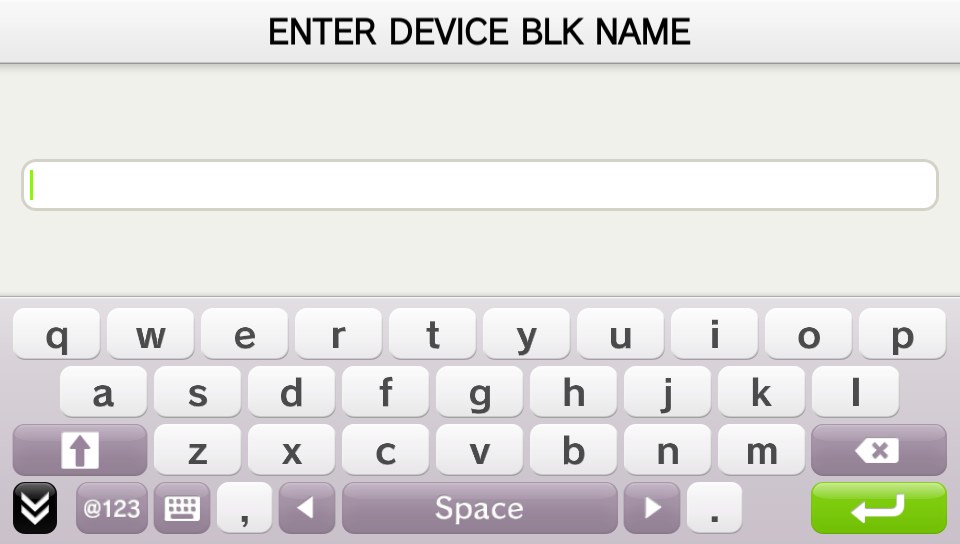 ENTER DEVICE BLK NAME
q w e r t y u i o p
a s d f g h j k l
z x c v b n m
@123 , Space .